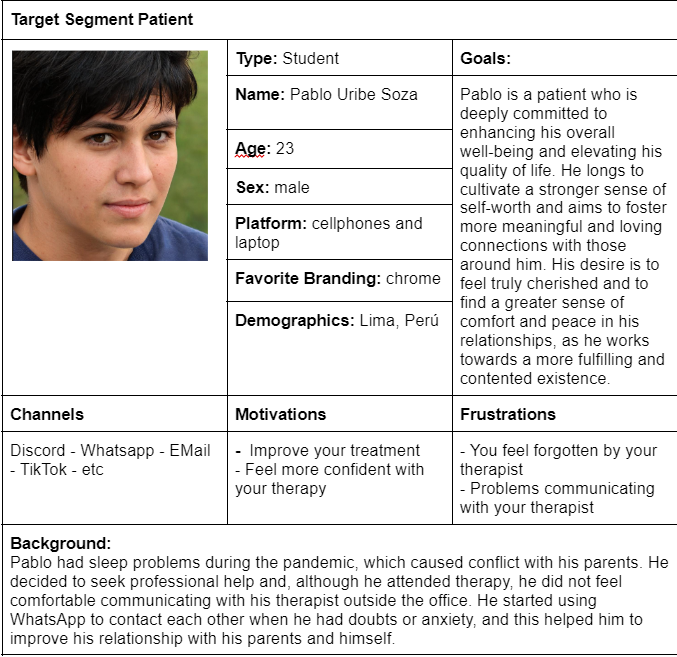 Target Segment Patient
Type: Student
Goals:
Name: Pablo Uribe Soza
Age: 23
Sex: male
Platform: cellphones and
laptop
Favorite Branding: chrome
Demographics: Lima, Perú
Pablo is a patient who is
deeply committed to
enhancing his overall
well-being and elevating his
quality of life. He longs to
cultivate a stronger sense of
self-worth and aims to foster
more meaningful and loving
connections with those
around him. His desire is to
feel truly cherished and to
find a greater sense of
comfort and peace in his
relationships, as he works
towards a more fulfilling and
contented existence.
Channels
Motivations
Frustrations
Discord - Whatsapp - EMail
- TikTok - etc
- Improve your treatment
- Feel more confident with
your therapy
- You feel forgotten by your
therapist
- Problems communicating
with your therapist
Background:
Pablo had sleep problems during the pandemic, which caused conflict with his parents. He
decided to seek professional help and, although he attended therapy, he did not feel
comfortable communicating with his therapist outside the office. He started using
WhatsApp to contact each other when he had doubts or anxiety, and this helped him to
improve his relationship with his parents and himself.